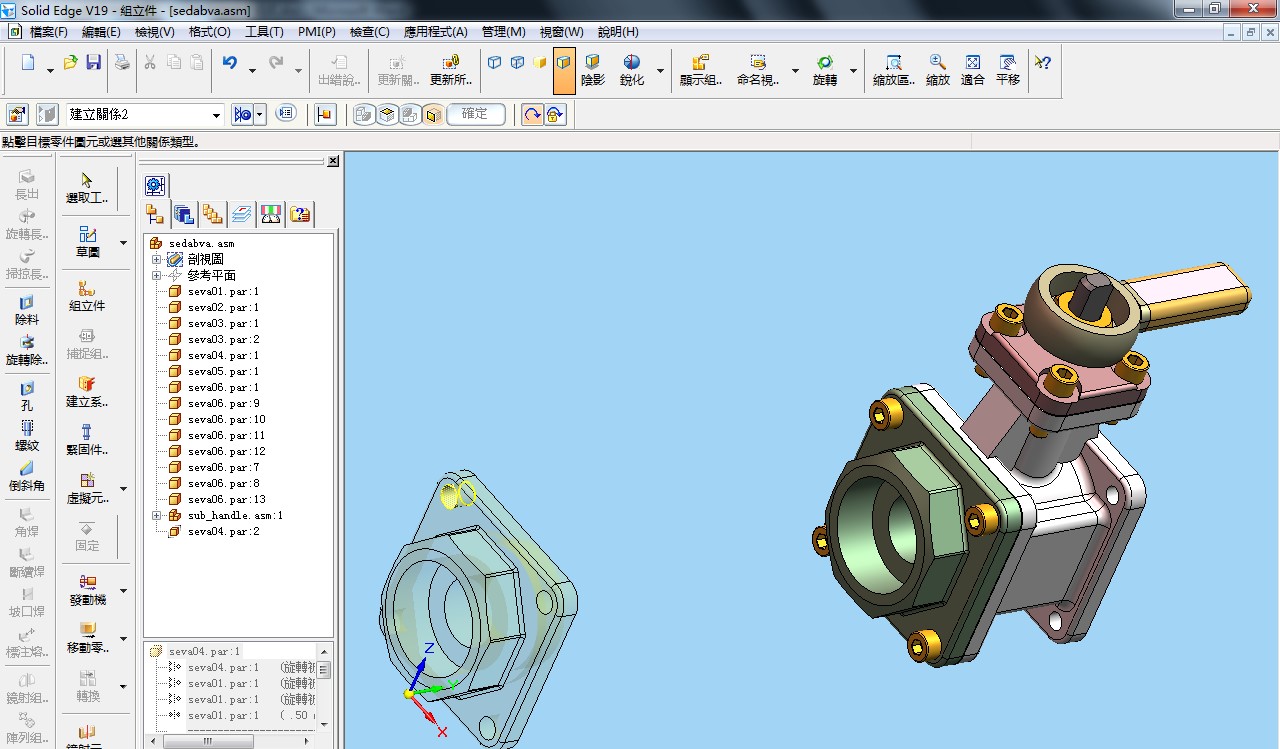 Solid Edge V19 - 組立件 - [sedabva.asm]
檔案(F) 編輯(E) 檢視(V) 格式(O) 工具(T) PMI(P) 檢查(C) 應用程式(A) 管理(M) 視窗(W) 說明(H)
出錯說.. 更新關.. 更新所.. 陰影 銳化 顯示組.. 命名視.. 旋轉 縮放區.. 縮放 適合 平移
建立關係2 確定
點擊目標零件圖元或選其他關係類型。
長出
旋轉長..
掃掠長..
除料
旋轉除..
孔
螺紋
倒斜角
角焊
斷續焊
坡口焊
標註熔..
鏡射組..
陣列組..
選取工..
草圖
組立件
捕捉組..
建立系..
緊固件..
虛擬元..
固定
發動機
移動零..
轉換
sedabva.asm
剖視圖
參考平面
seva01.par:1
seva02.par:1
seva03.par:1
seva03.par:2
seva04.par:1
seva05.par:1
seva06.par:1
seva06.par:9
seva06.par:10
seva06.par:11
seva06.par:12
seva06.par:7
seva06.par:8
seva06.par:13
sub_handle.asm:1
seva04.par:2
seva04.par:1
seva04.par:1 (旋轉
seva01.par:1 (旋轉
seva01.par:1 (旋轉
seva01.par:1 ( .50
Z
Y
X